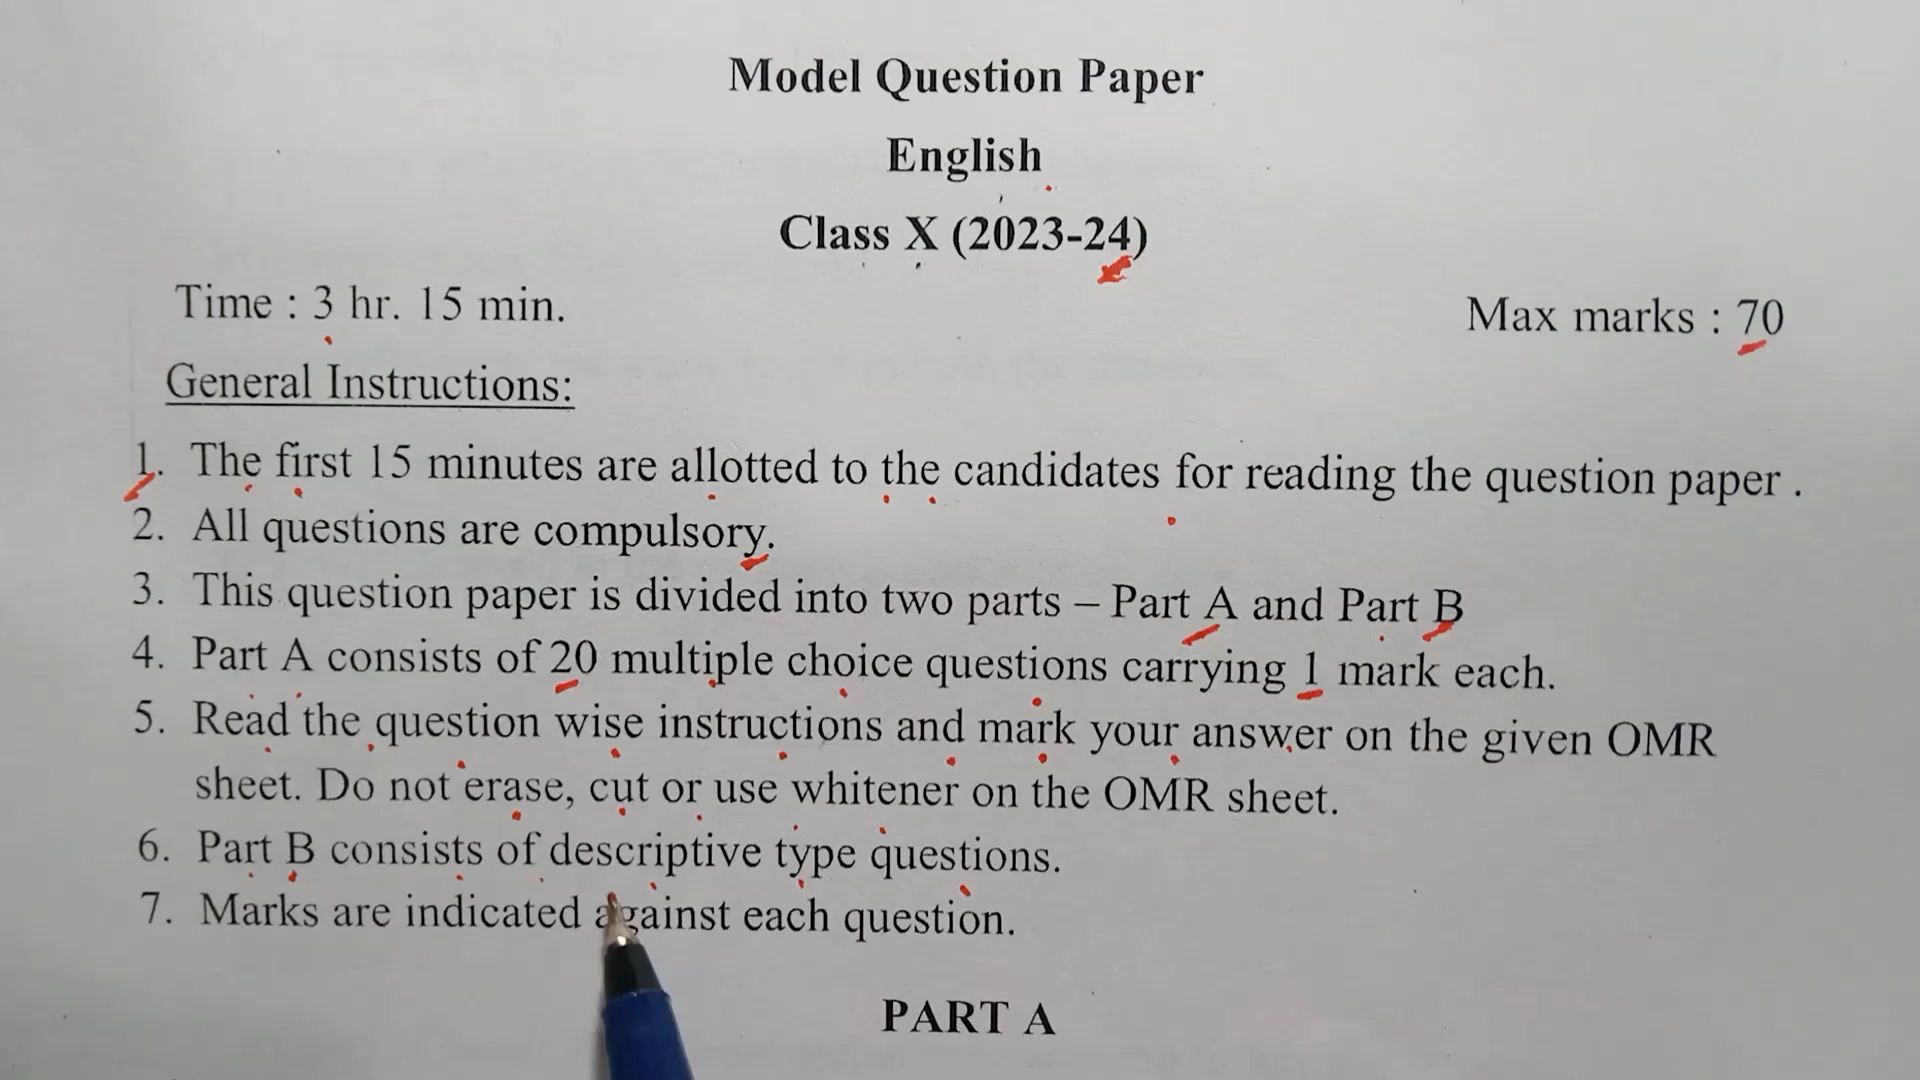 Model Question Paper
English
Class X (2023-24)
Time : 3 hr. 15 min.
Max marks : 70
General Instructions:
1. The first 15 minutes are allotted to the candidates for reading the question paper .
2. All questions are compulsory.
3. This question paper is divided into two parts – Part A and Part B
4. Part A consists of 20 multiple choice questions carrying 1 mark each.
5. Read the question wise instructions and mark your answer on the given OMR
sheet. Do not erase, cut or use whitener on the OMR sheet.
6. Part B consists of descriptive type questions.
7. Marks are indicated against each question.
PART A